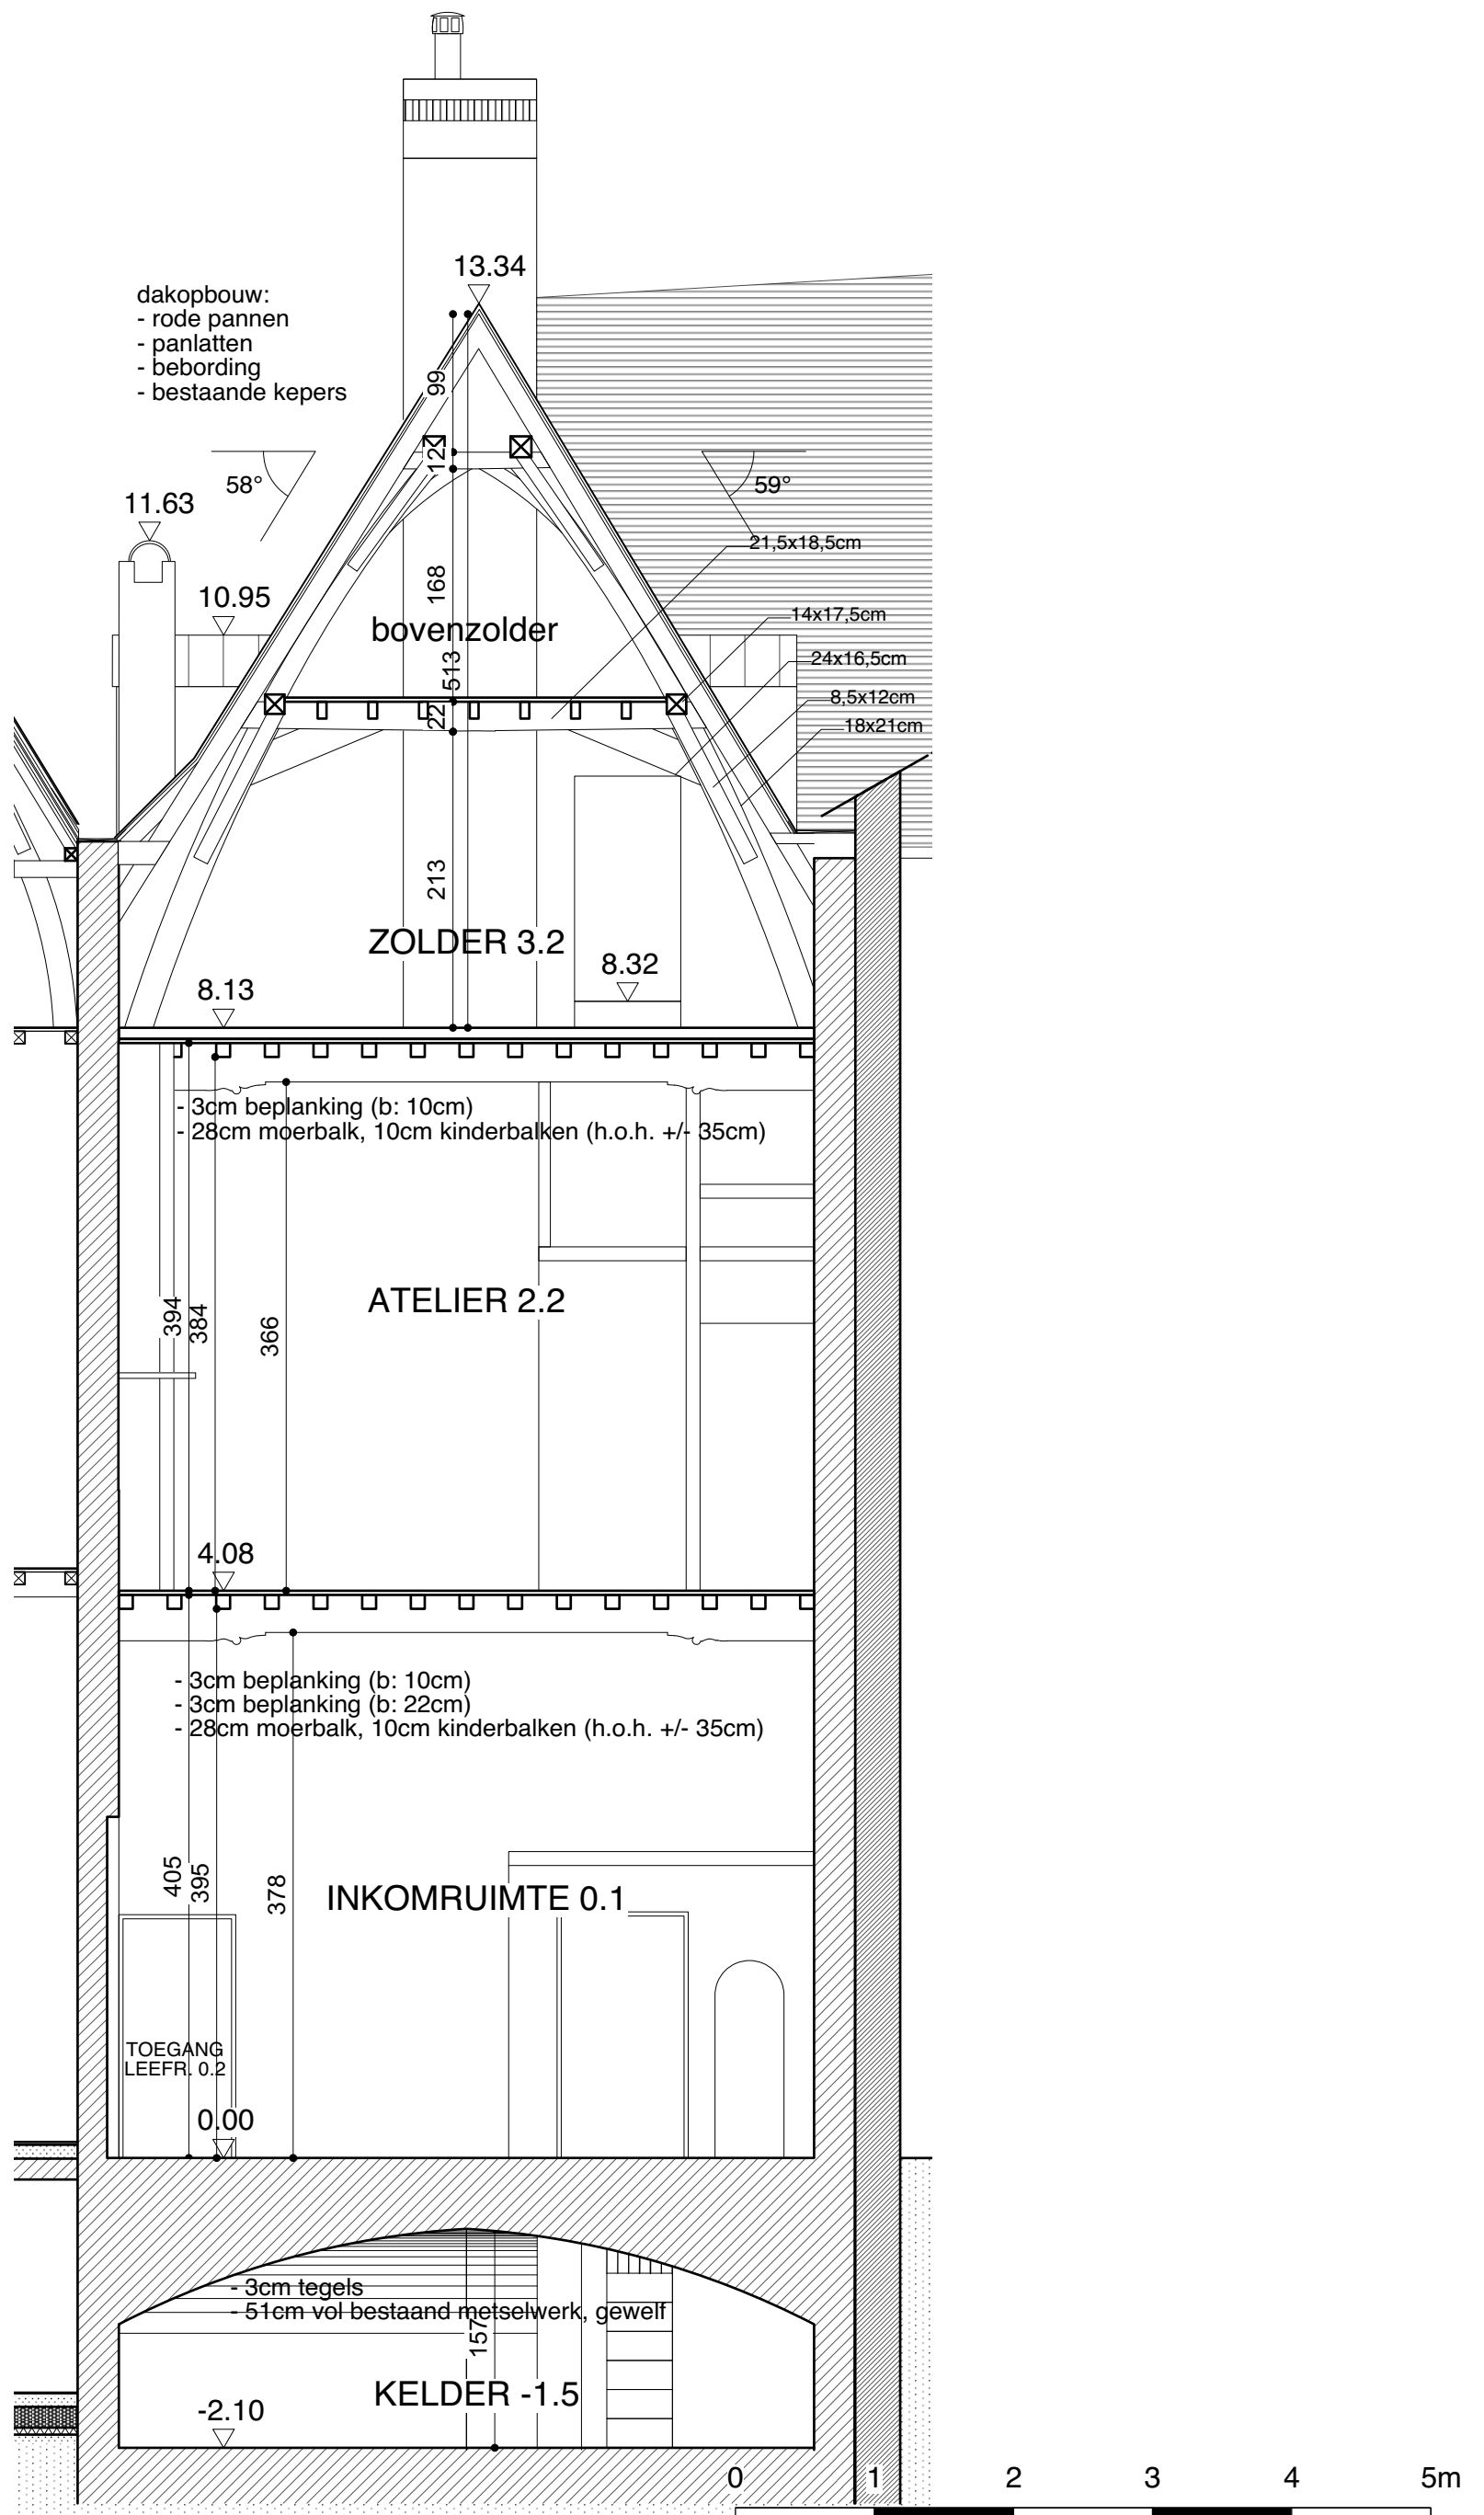 13.34
dakopbouw:
- rode pannen
- panlatten
- bebording
- bestaande kepers
99
12
58°
59°
11.63
21,5x18,5cm
10.95
168
14x17,5cm
bovenzolder
24x16,5cm
513
8,5x12cm
22
18x21cm
213
ZOLDER 3.2
8.32
8.13
- 3cm beplanking (b: 10cm)
- 28cm moerbalk, 10cm kinderbalken (h.o.h. +/- 35cm)
ATELIER 2.2
394
384
366
4.08
- 3cm beplanking (b: 10cm)
- 3cm beplanking (b: 22cm)
- 28cm moerbalk, 10cm kinderbalken (h.o.h. +/- 35cm)
405
395
378
INKOMRUIMTE 0.1
TOEGANG
LEEFR. 0.2
0.00
- 3cm tegels
- 51cm vol bestaand metselwerk, gewelf
157
KELDER -1.5
-2.10
0 1 2 3 4 5m